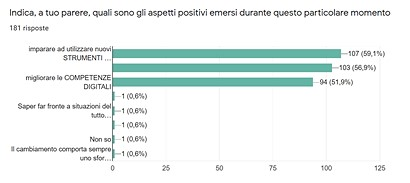 Indica, a tuo parere, quali sono gli aspetti positivi emersi durante questo particolare momento
181 risposte
imparare ad utilizzare nuovi
STRUMENTI …
107 (59,1%)
103 (56,9%)
migliorare le COMPETENZE
DIGITALI
94 (51,9%)
1 (0,6%)
Saper far fronte a situazioni del
tutto…
1 (0,6%)
1 (0,6%)
Non so
1 (0,6%)
Il cambiamento comporta sempre
uno sfor…
1 (0,6%)
0 25 50 75 100 125